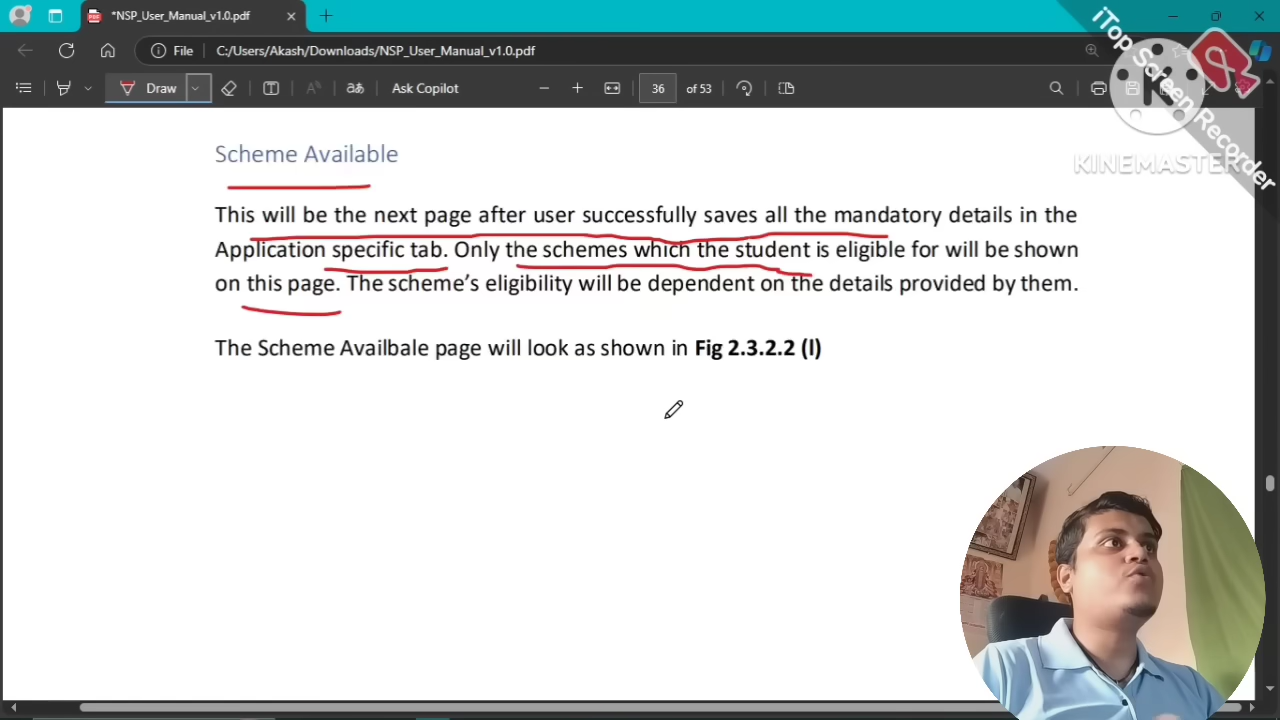 *NSP_User_Manual_v1.0.pdf
File C:/Users/Akash/Downloads/NSP_User_Manual_v1.0.pdf
Draw Ask Copilot 36 of 53
iTop Screen Recorder
KINEMASTER
Scheme Available
This will be the next page after user successfully saves all the mandatory details in the
Application specific tab. Only the schemes which the student is eligible for will be shown
on this page. The scheme's eligibility will be dependent on the details provided by them.
The Scheme Availbale page will look as shown in Fig 2.3.2.2 (l)